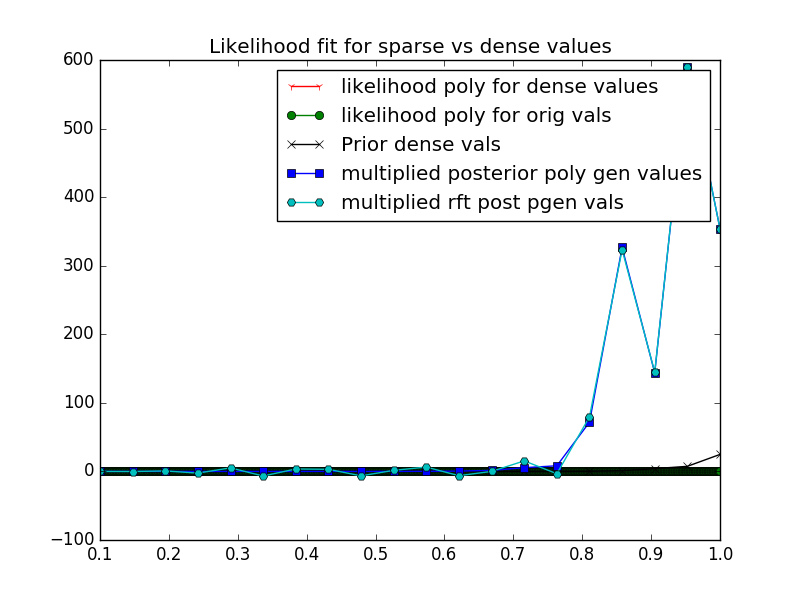 Likelihood fit for sparse vs dense values
600
500
400
300
200
100
0
−100
likelihood poly for dense values
likelihood poly for orig vals
Prior dense vals
multiplied posterior poly gen values
multiplied rft post pgen vals
0.1 0.2 0.3 0.4 0.5 0.6 0.7 0.8 0.9 1.0